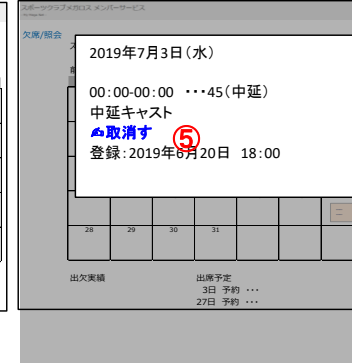 スポーツクラブメガロス メンバーサービス
欠席/照会
2019年7月3日(水)
00:00-00:00 ･･･45(中延)
中延キャスト
✍取消す
⑤
登録:2019年6月20日 18:00
28 29 30 31
出欠実績 出席予定
3日 予約 ･･･
27日 予約 ･･･